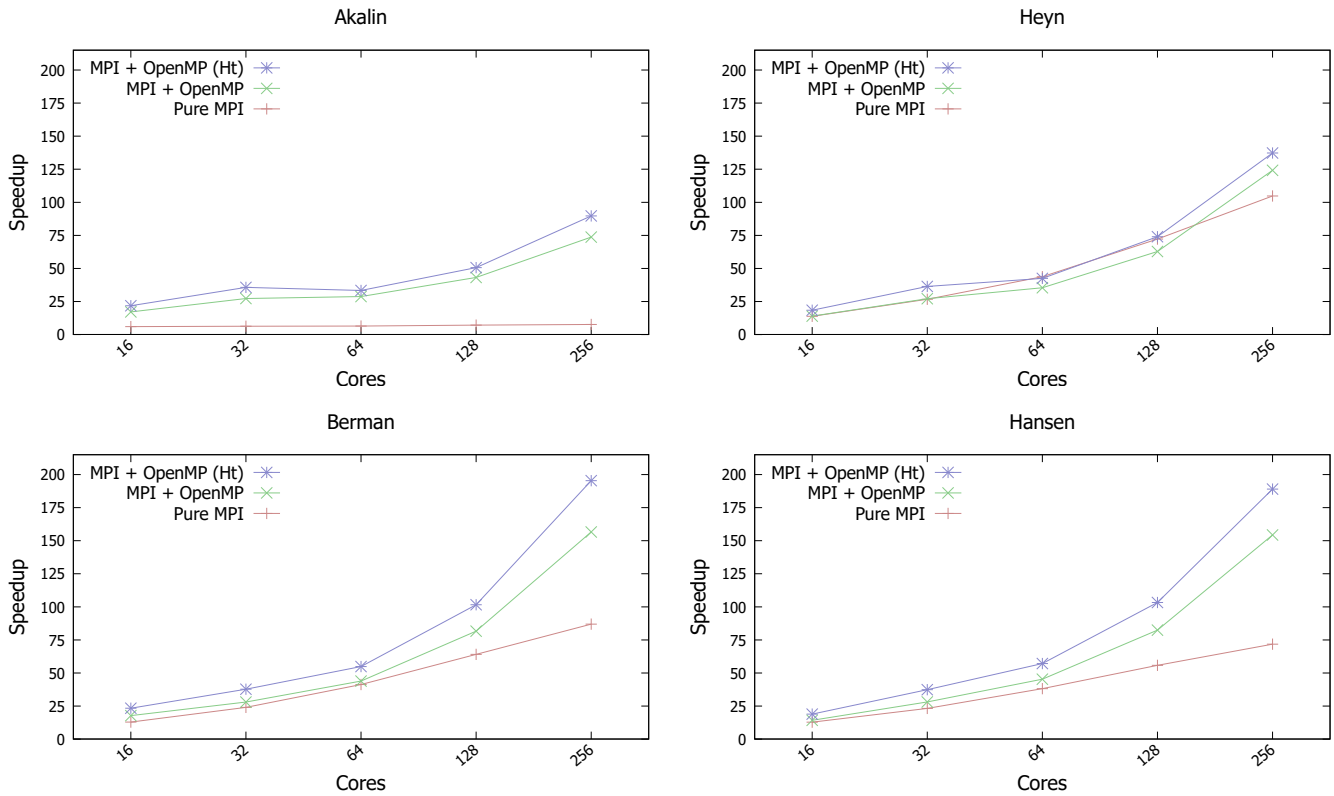 Akalin
MPI + OpenMP (Ht)
MPI + OpenMP
Pure MPI
200
175
150
125
100
75
50
25
0
Speedup
16 32 64 128 256
Cores
Heyn
MPI + OpenMP (Ht)
MPI + OpenMP
Pure MPI
200
175
150
125
100
75
50
25
0
Speedup
16 32 64 128 256
Cores
Berman
MPI + OpenMP (Ht)
MPI + OpenMP
Pure MPI
200
175
150
125
100
75
50
25
0
Speedup
16 32 64 128 256
Cores
Hansen
MPI + OpenMP (Ht)
MPI + OpenMP
Pure MPI
200
175
150
125
100
75
50
25
0
Speedup
16 32 64 128 256
Cores